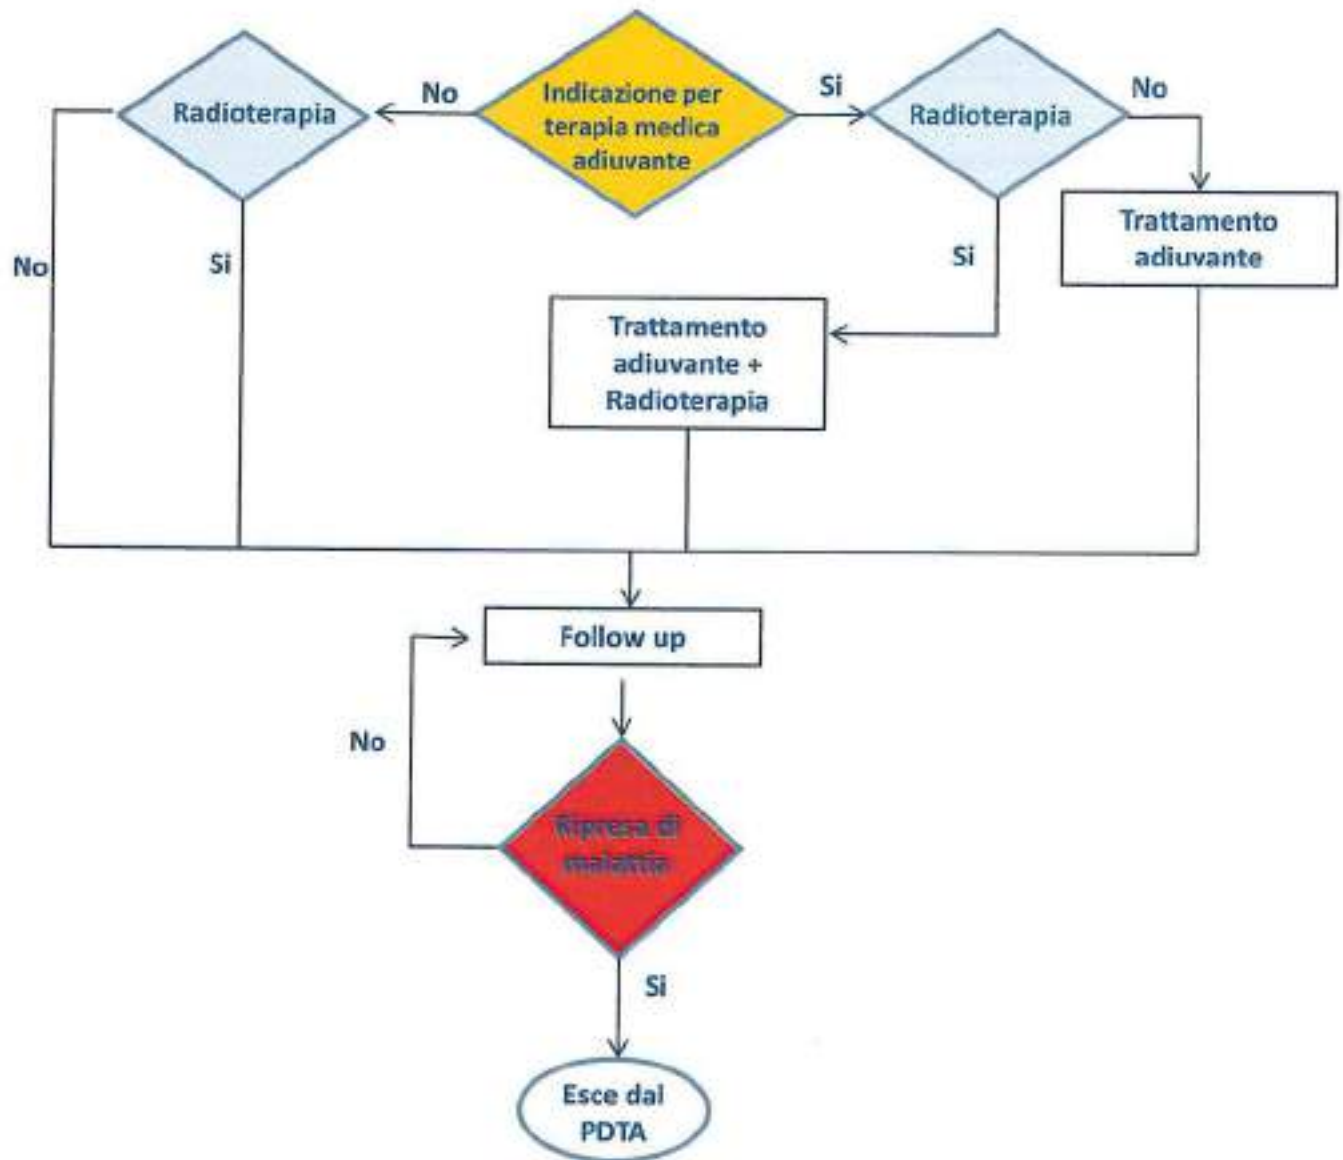 Radioterapia
No
Indicazione per
terapia medica
adiuvante
Si
Radioterapia
No
No
Si
Si
Trattamento
adiuvante
Trattamento
adiuvante +
Radioterapia
Follow up
No
Ripresa di
malattia
Si
Esce dal
PDTA